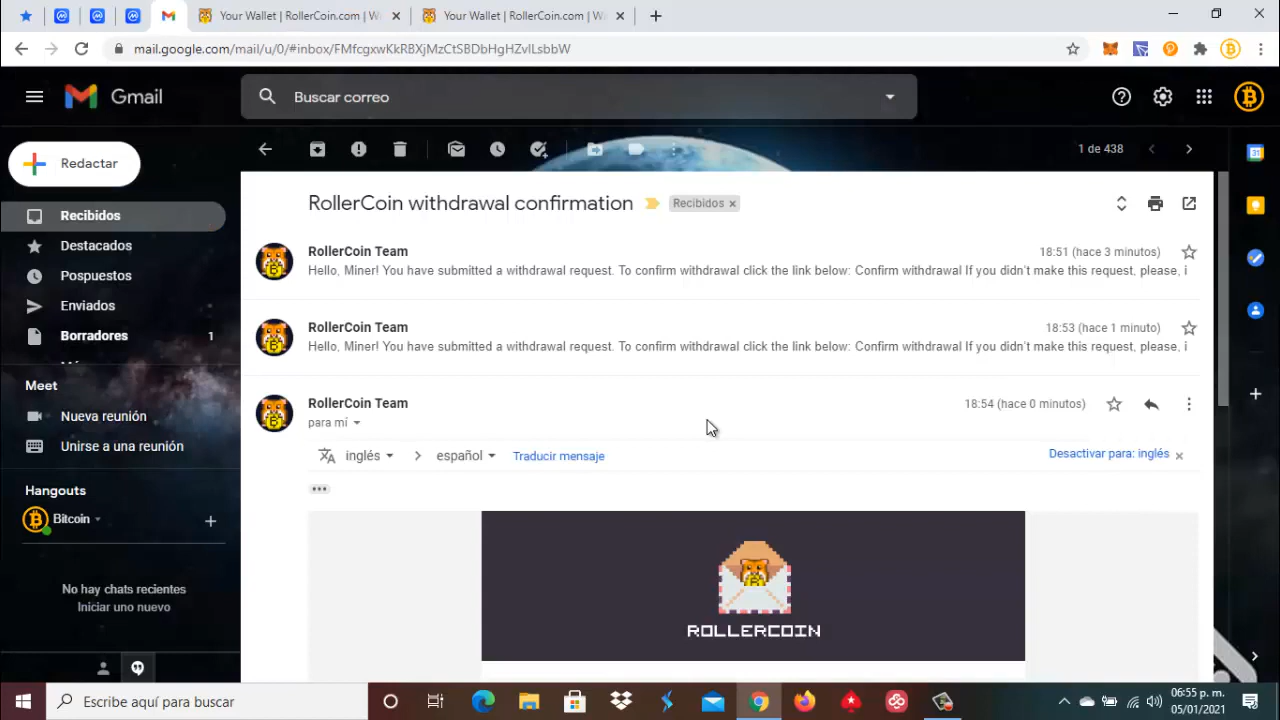 Your Wallet | RollerCoin.com | W
Your Wallet | RollerCoin.com | W
mail.google.com/mail/u/0/#inbox/FMfcgxwKkRBXjMzCtSBDbHgHZvlLsbbW
Gmail
Buscar correo
Redactar
1 de 438
Recibidos
Destacados
Pospuestos
Enviados
Borradores
1
Meet
Nueva reunión
Unirse a una reunión
Hangouts
Bitcoin
No hay chats recientes
Iniciar uno nuevo
RollerCoin withdrawal confirmation
Recibidos x
RollerCoin Team
18:51 (hace 3 minutos)
Hello, Miner! You have submitted a withdrawal request. To confirm withdrawal click the link below: Confirm withdrawal If you didn't make this request, please, i
RollerCoin Team
18:53 (hace 1 minuto)
Hello, Miner! You have submitted a withdrawal request. To confirm withdrawal click the link below: Confirm withdrawal If you didn't make this request, please, i
RollerCoin Team
18:54 (hace 0 minutos)
para mí
inglés
español
Traducir mensaje
Desactivar para: inglés
ROLLERCOIN
31
Escribe aquí para buscar
06:55 p. m.
05/01/2021